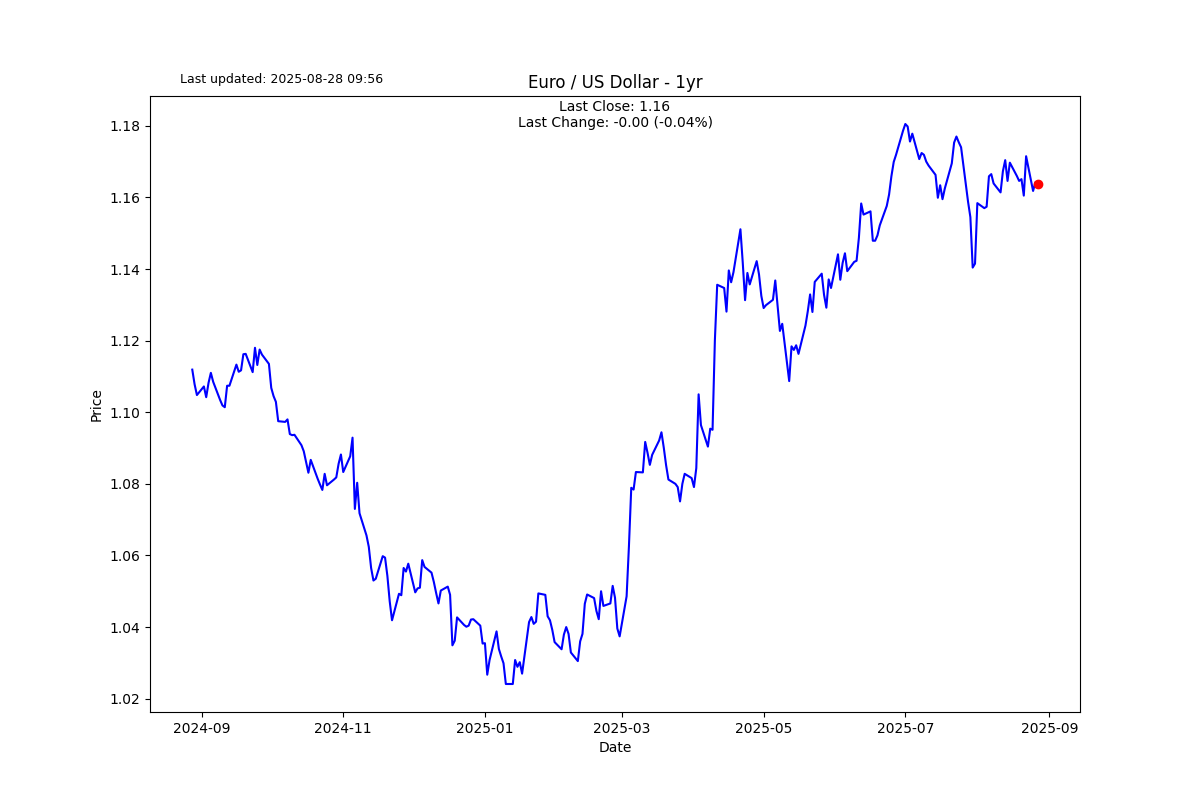 Last updated: 2025-08-28 09:56
Euro / US Dollar - 1yr
Last Close: 1.16
Last Change: -0.00 (-0.04%)
1.18
1.16
1.14
1.12
1.10
1.08
1.06
1.04
1.02
Price
2024-09
2024-11
2025-01
2025-03
2025-05
2025-07
2025-09
Date